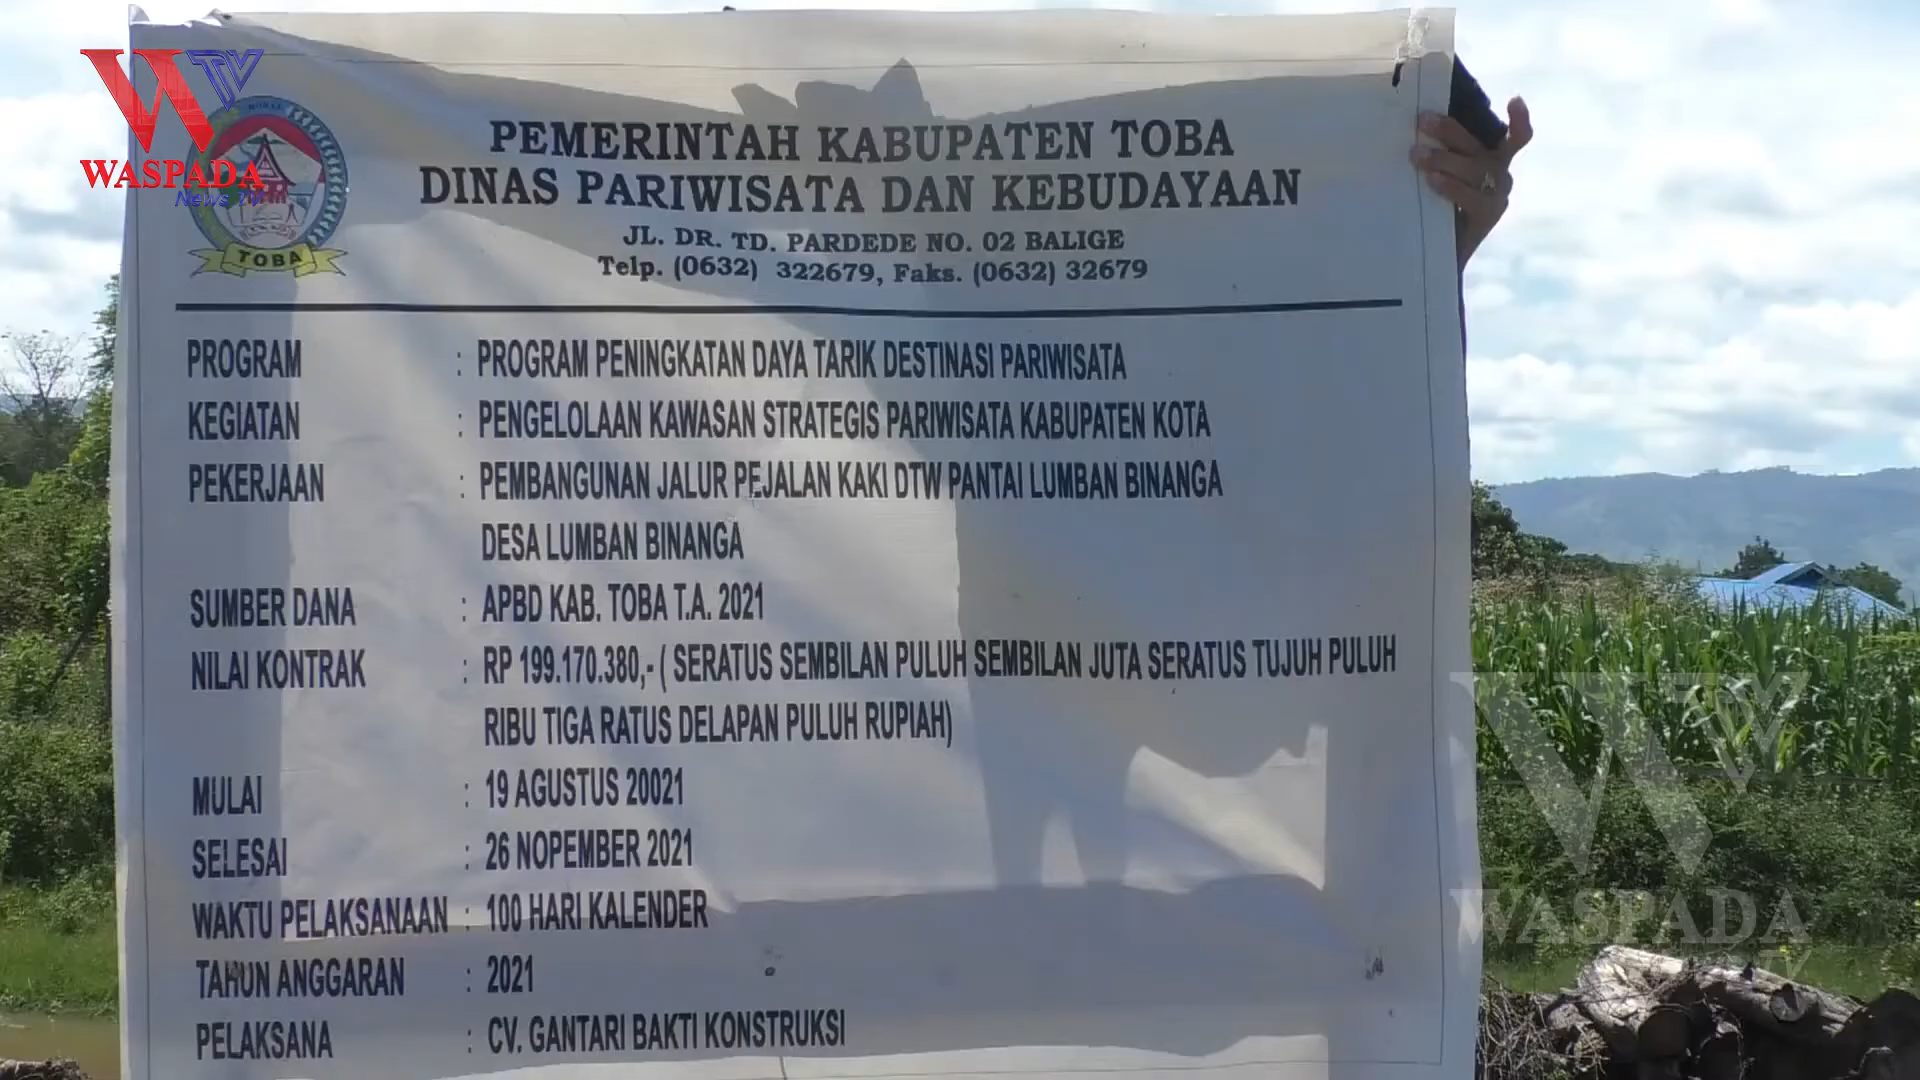 WTV
WASPADA
News TV
TOBA
PEMERINTAH KABUPATEN TOBA
DINAS PARIWISATA DAN KEBUDAYAAN
JL. DR. TD. PARDEDE NO. 02 BALIGE
Telp. (0632) 322679, Faks. (0632) 32679
PROGRAM : PROGRAM PENINGKATAN DAYA TARIK DESTINASI PARIWISATA
KEGIATAN : PENGELOLAAN KAWASAN STRATEGIS PARIWISATA KABUPATEN KOTA
PEKERJAAN : PEMBANGUNAN JALUR PEJALAN KAKI DTW PANTAI LUMBAN BINANGA
DESA LUMBAN BINANGA
SUMBER DANA : APBD KAB. TOBA T.A. 2021
NILAI KONTRAK : RP 199.170.380,- ( SERATUS SEMBILAN PULUH SEMBILAN JUTA SERATUS TUJUH PULUH
RIBU TIGA RATUS DELAPAN PULUH RUPIAH)
MULAI : 19 AGUSTUS 20021
SELESAI : 26 NOPEMBER 2021
WAKTU PELAKSANAAN : 100 HARI KALENDER
TAHUN ANGGARAN : 2021
PELAKSANA : CV. GANTARI BAKTI KONSTRUKSI
WTV
WASPADA